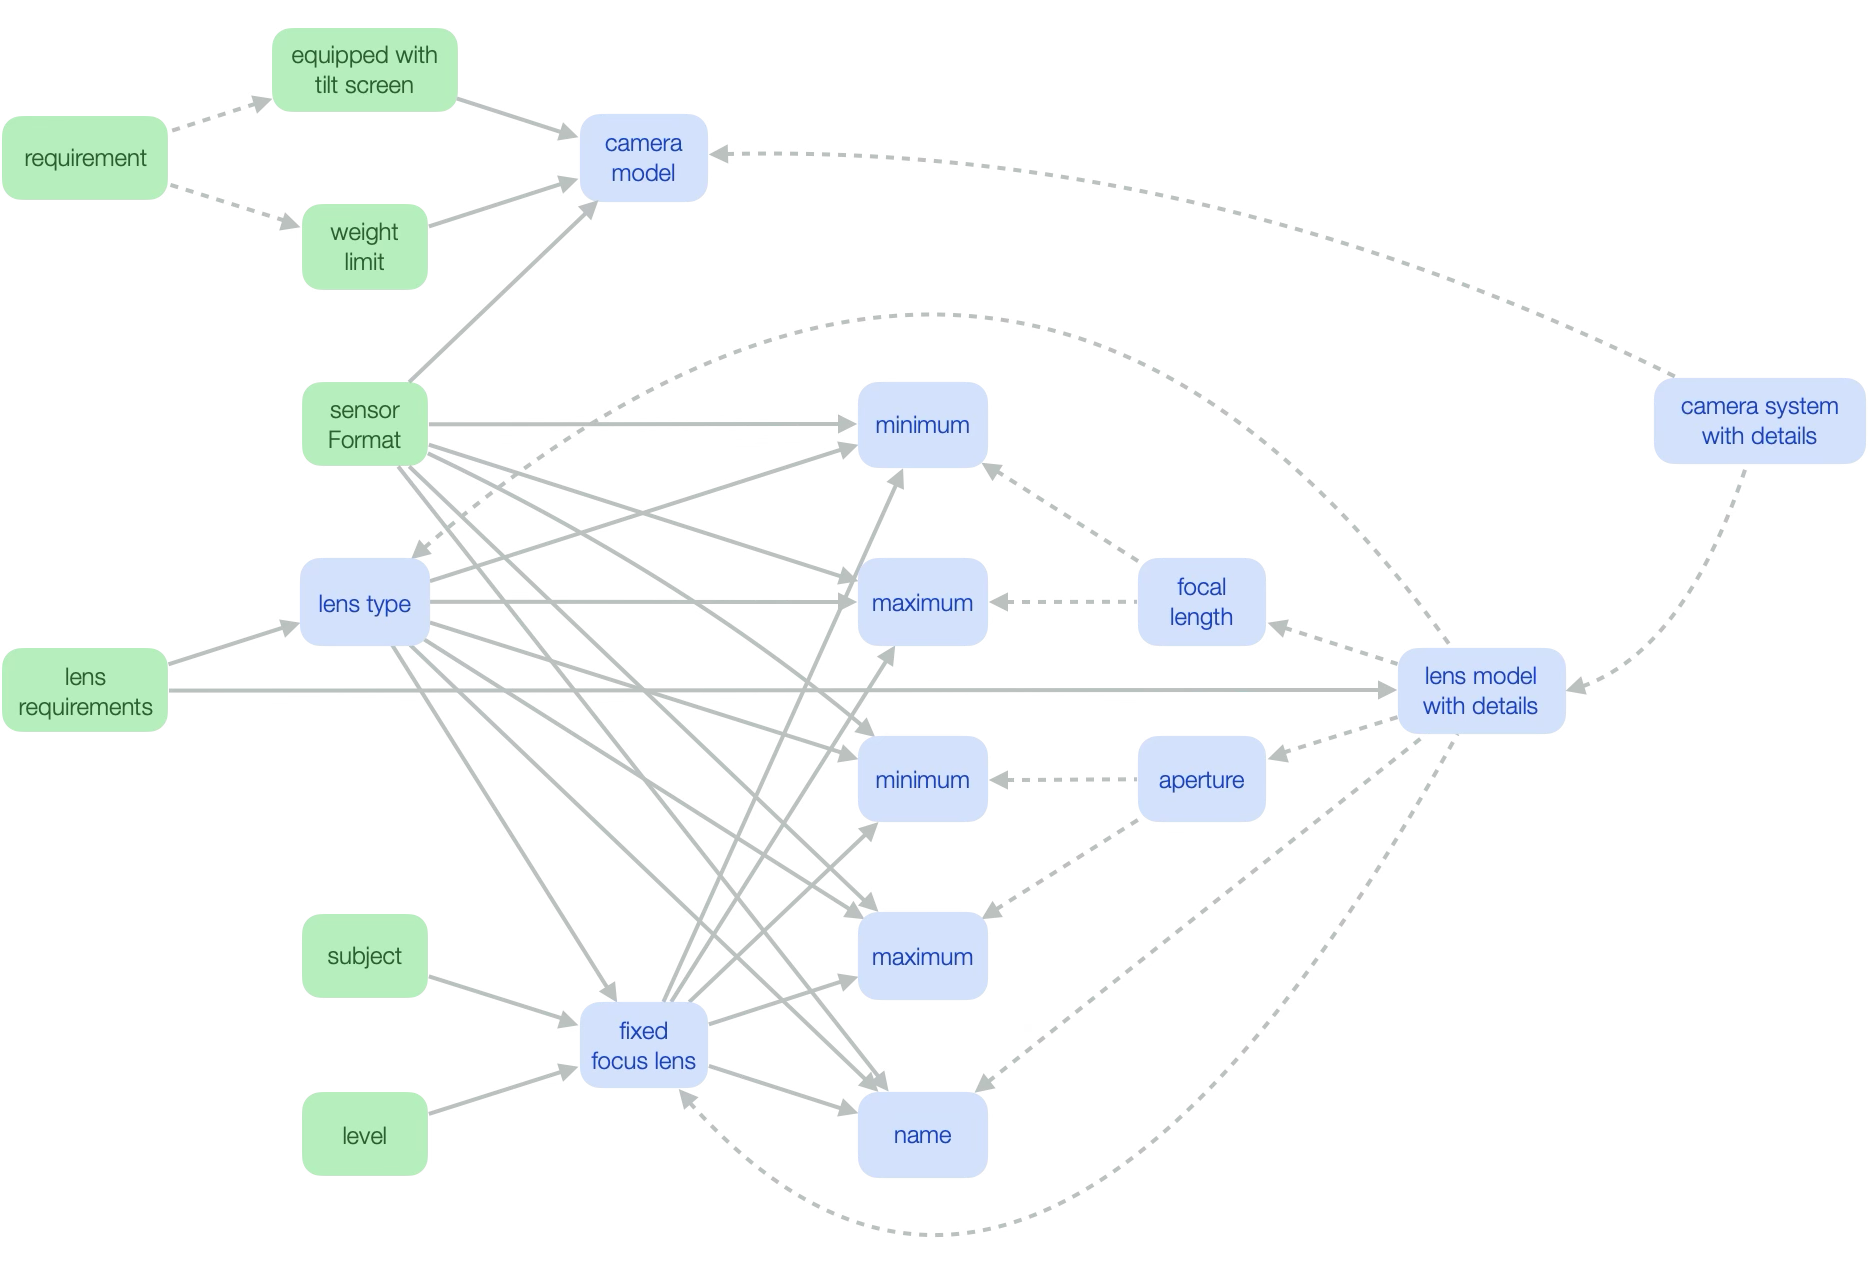 equipped with
tilt screen
requirement
camera
model
weight
limit
sensor
Format
minimum
camera system
with details
lens type
maximum
focal
length
lens
requirements
lens model
with details
minimum
aperture
subject
maximum
fixed
focus lens
level
name